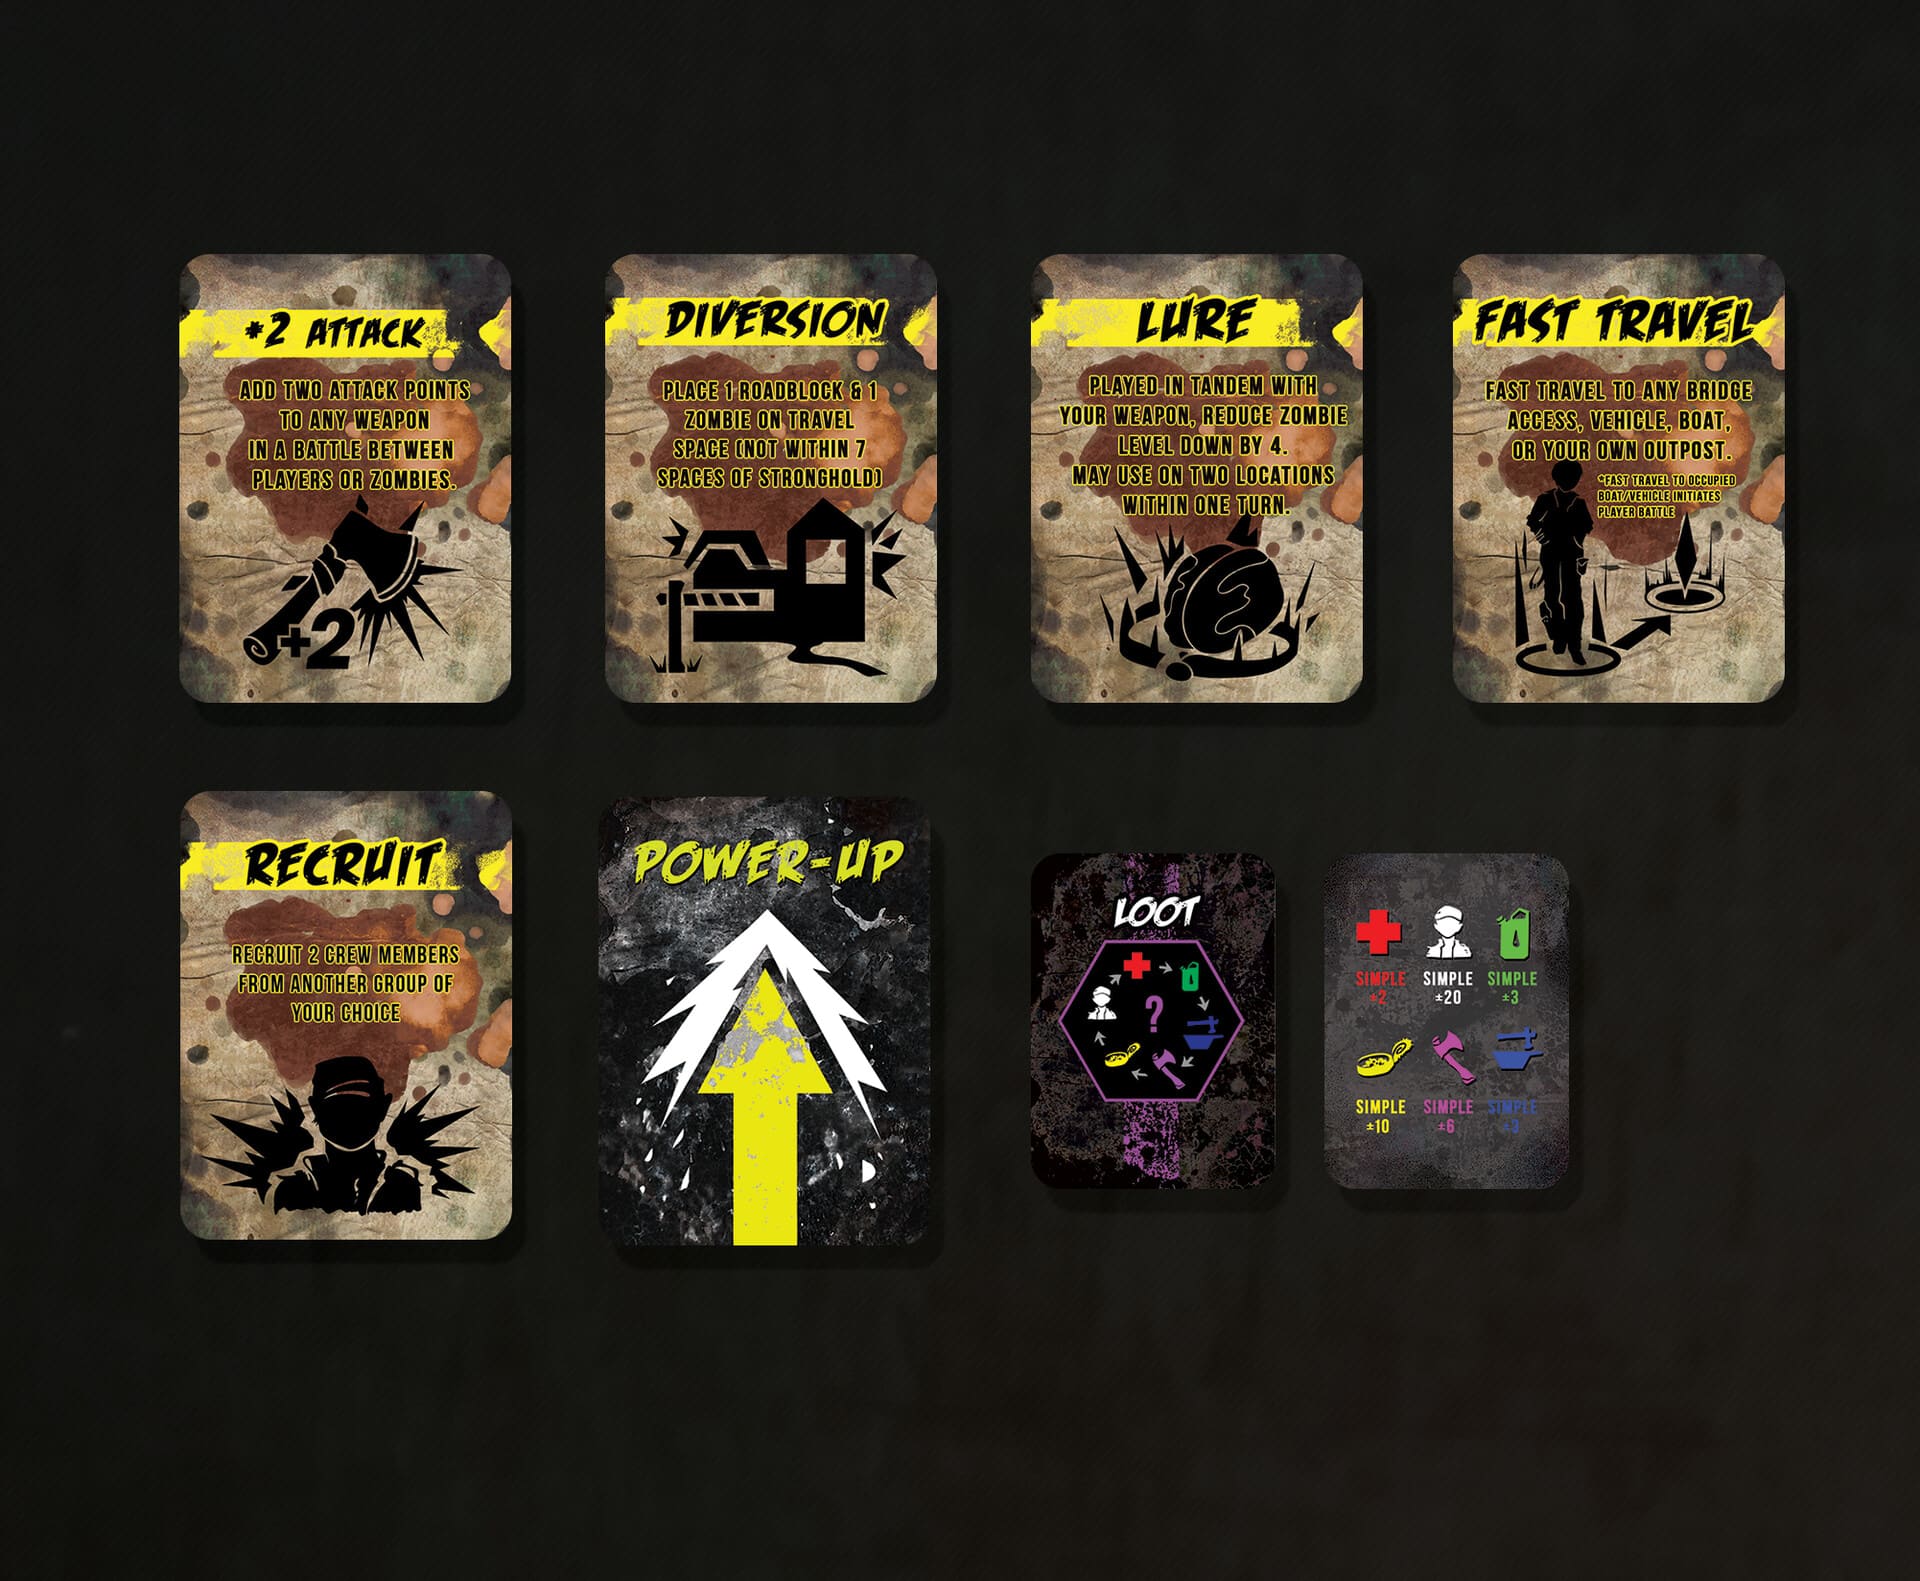 +2 ATTACK
ADD TWO ATTACK POINTS
TO ANY WEAPON
IN A BATTLE BETWEEN
PLAYERS OR ZOMBIES.
+2
DIVERSION
PLACE 1 ROADBLOCK & 1
ZOMBIE ON TRAVEL
SPACE (NOT WITHIN 7
SPACES OF STRONGHOLD)
LURE
PLAYED IN TANDEM WITH
YOUR WEAPON, REDUCE ZOMBIE
LEVEL DOWN BY 4.
MAY USE ON TWO LOCATIONS
WITHIN ONE TURN.
FAST TRAVEL
FAST TRAVEL TO ANY BRIDGE
ACCESS, VEHICLE, BOAT,
OR YOUR OWN OUTPOST.
*FAST TRAVEL TO OCCUPIED
BOAT/VEHICLE INITIATES
PLAYER BATTLE
RECRUIT
RECRUIT 2 CREW MEMBERS
FROM ANOTHER GROUP OF
YOUR CHOICE
POWER-UP
LOOT
?
SIMPLE SIMPLE SIMPLE
±2 ±20 ±3
SIMPLE SIMPLE SIMPLE
±10 ±6 ±3